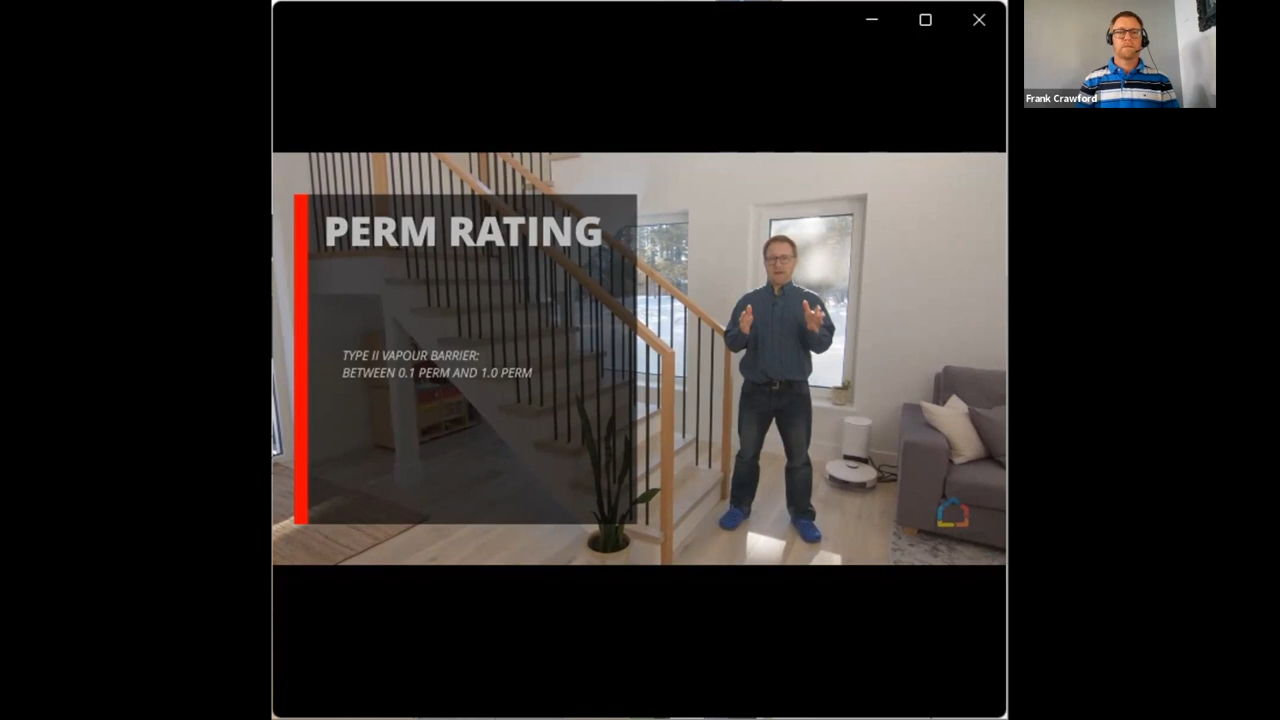 PERM RATING
TYPE II VAPOUR BARRIER:
BETWEEN 0.1 PERM AND 1.0 PERM
Frank Crawford